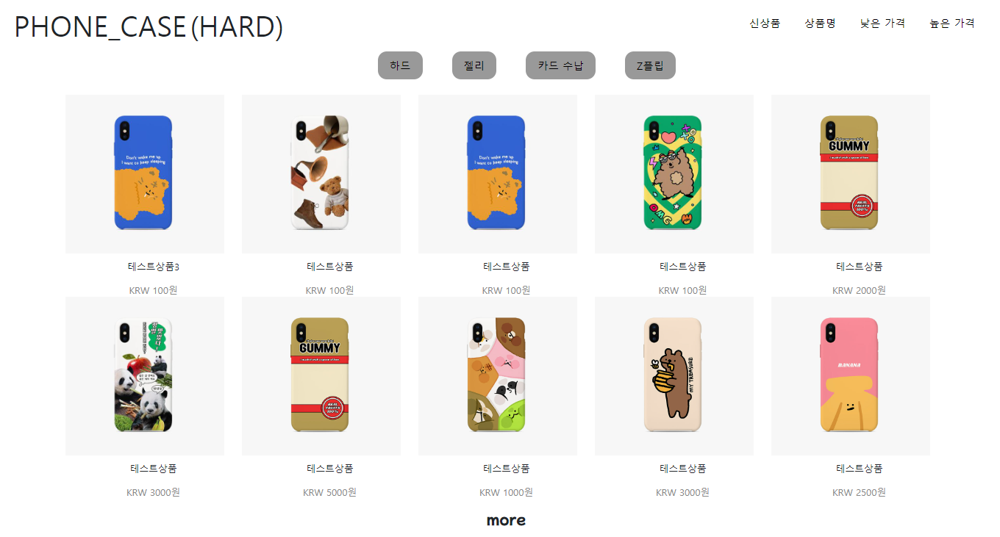 PHONE_CASE(HARD)
신상품 상품명 낮은 가격 높은 가격
하드 젤리 카드 수납 Z플립
Don't wake me up
I want to keep sleeping
Don't wake me up
I want to keep sleeping
OMG
GUMMY
REAL
FRUITS
100%
테스트상품3 테스트상품 테스트상품 테스트상품 테스트상품
KRW 100원 KRW 100원 KRW 100원 KRW 100원 KRW 2000원
GUMMY
REAL
FRUITS
100%
MY TREASURE
BANANA
테스트상품 테스트상품 테스트상품 테스트상품 테스트상품
KRW 3000원 KRW 5000원 KRW 1000원 KRW 3000원 KRW 2500원
more